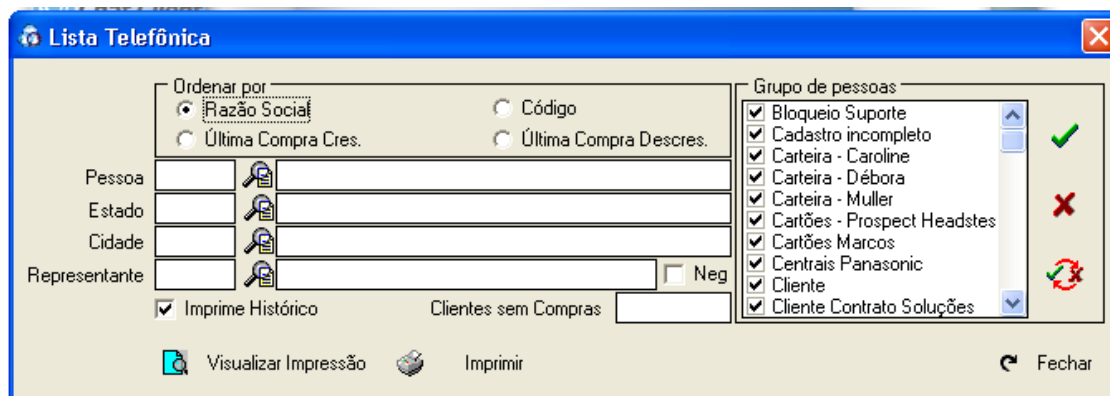 Lista Telefônica
Ordenar por
Razão Social
Código
Última Compra Cres.
Última Compra Descres.
Pessoa
Estado
Cidade
Representante
Neg
Imprime Histórico
Clientes sem Compras
Grupo de pessoas
Bloqueio Suporte
Cadastro incompleto
Carteira - Caroline
Carteira - Débora
Carteira - Muller
Cartões - Prospect Headstes
Cartões Marcos
Centrais Panasonic
Cliente
Cliente Contrato Soluções
Visualizar Impressão
Imprimir
Fechar